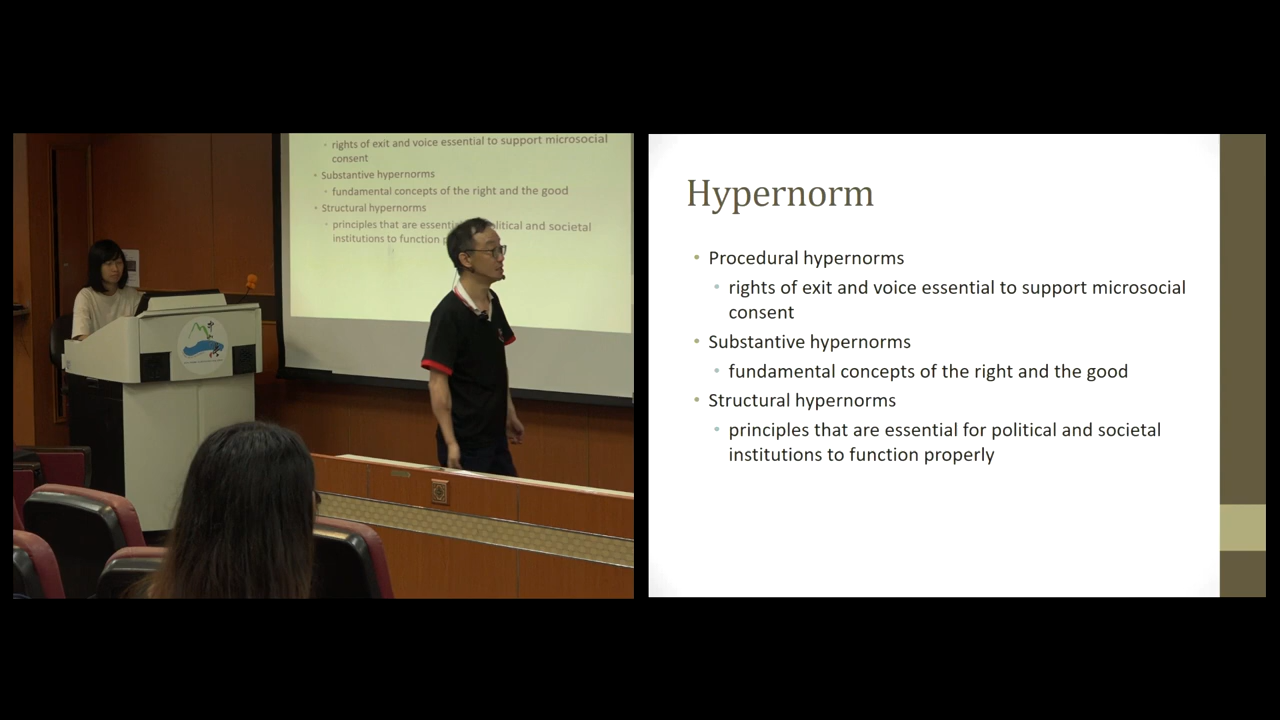 rights of exit and voice essential to support microsocial
consent
Substantive hypernorms
fundamental concepts of the right and the good
Structural hypernorms
principles that are essential political and societal
institutions to function
Hypernorm
Procedural hypernorms
rights of exit and voice essential to support microsocial
consent
Substantive hypernorms
fundamental concepts of the right and the good
Structural hypernorms
principles that are essential for political and societal
institutions to function properly